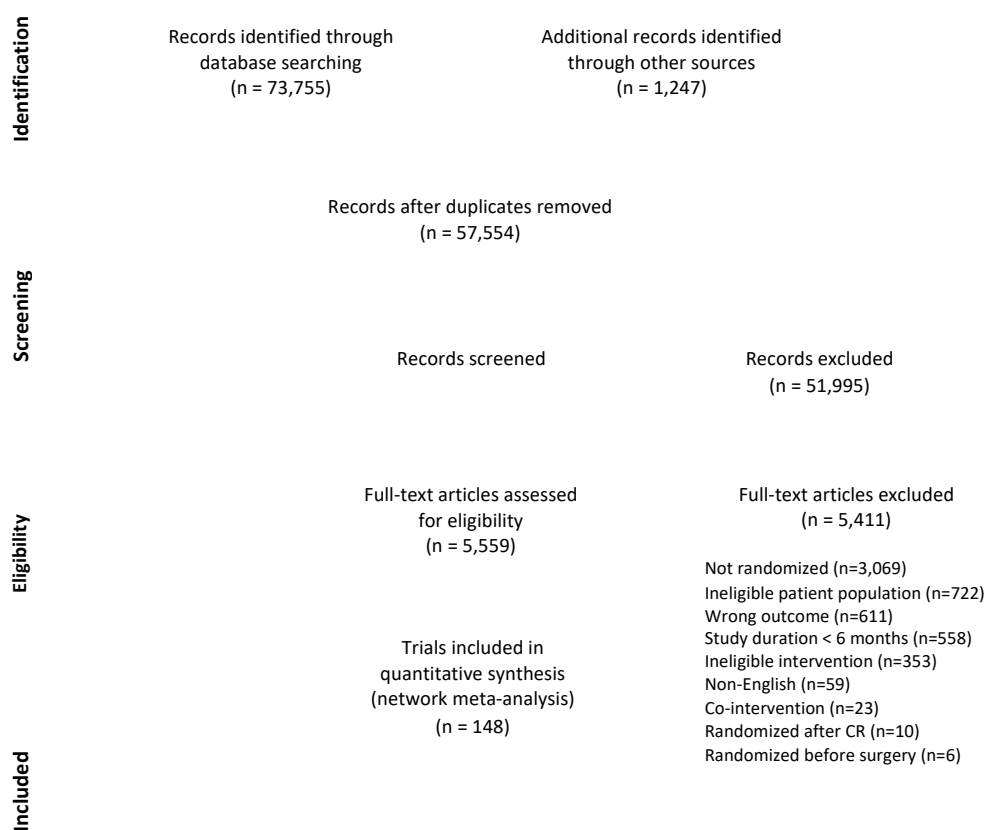 Identification
Records identified through
database searching
(n = 73,755)
Additional records identified
through other sources
(n = 1,247)
Records after duplicates removed
(n = 57,554)
Screening
Records screened
Records excluded
(n = 51,995)
Eligibility
Full-text articles assessed
for eligibility
(n = 5,559)
Full-text articles excluded
(n = 5,411)
Not randomized (n=3,069)
Ineligible patient population (n=722)
Wrong outcome (n=611)
Study duration < 6 months (n=558)
Ineligible intervention (n=353)
Non-English (n=59)
Co-intervention (n=23)
Randomized after CR (n=10)
Randomized before surgery (n=6)
Trials included in
quantitative synthesis
(network meta-analysis)
(n = 148)
Included